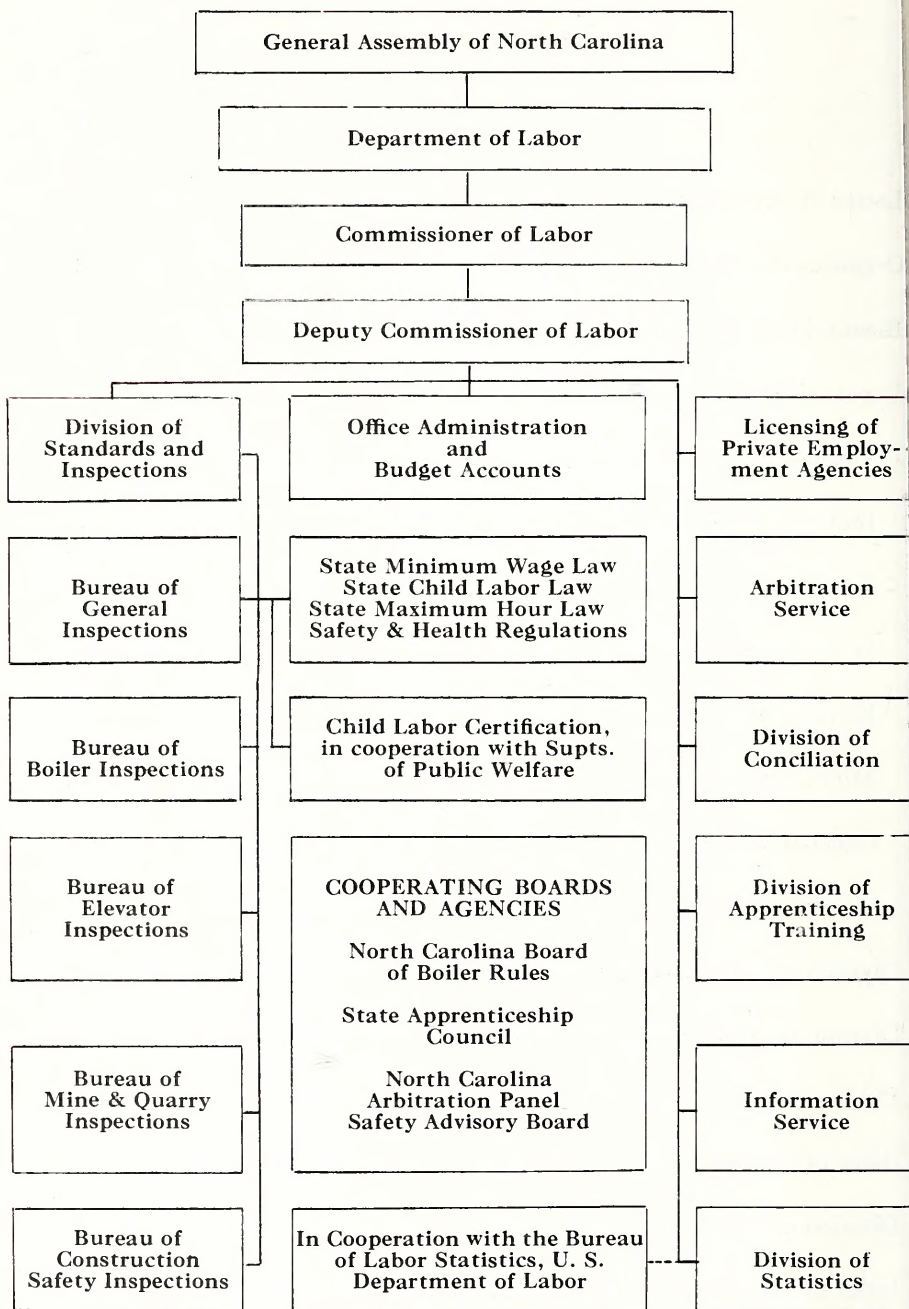 General Assembly of North Carolina
Department of Labor
Commissioner of Labor
Deputy Commissioner of Labor
Division of
Standards and
Inspections
Office Administration
and
Budget Accounts
Licensing of
Private Employ-
ment Agencies
Bureau of
General
Inspections
State Minimum Wage Law
State Child Labor Law
State Maximum Hour Law
Safety & Health Regulations
Arbitration
Service
Bureau of
Boiler Inspections
Child Labor Certification,
in cooperation with Supts.
of Public Welfare
Division of
Conciliation
Bureau of
Elevator
Inspections
COOPERATING BOARDS
AND AGENCIES
North Carolina Board
of Boiler Rules
State Apprenticeship
Council
North Carolina
Arbitration Panel
Safety Advisory Board
Division of
Apprenticeship
Training
Bureau of
Mine & Quarry
Inspections
Information
Service
Bureau of
Construction
Safety Inspections
In Cooperation with the Bureau
of Labor Statistics, U. S.
Department of Labor
Division of
Statistics